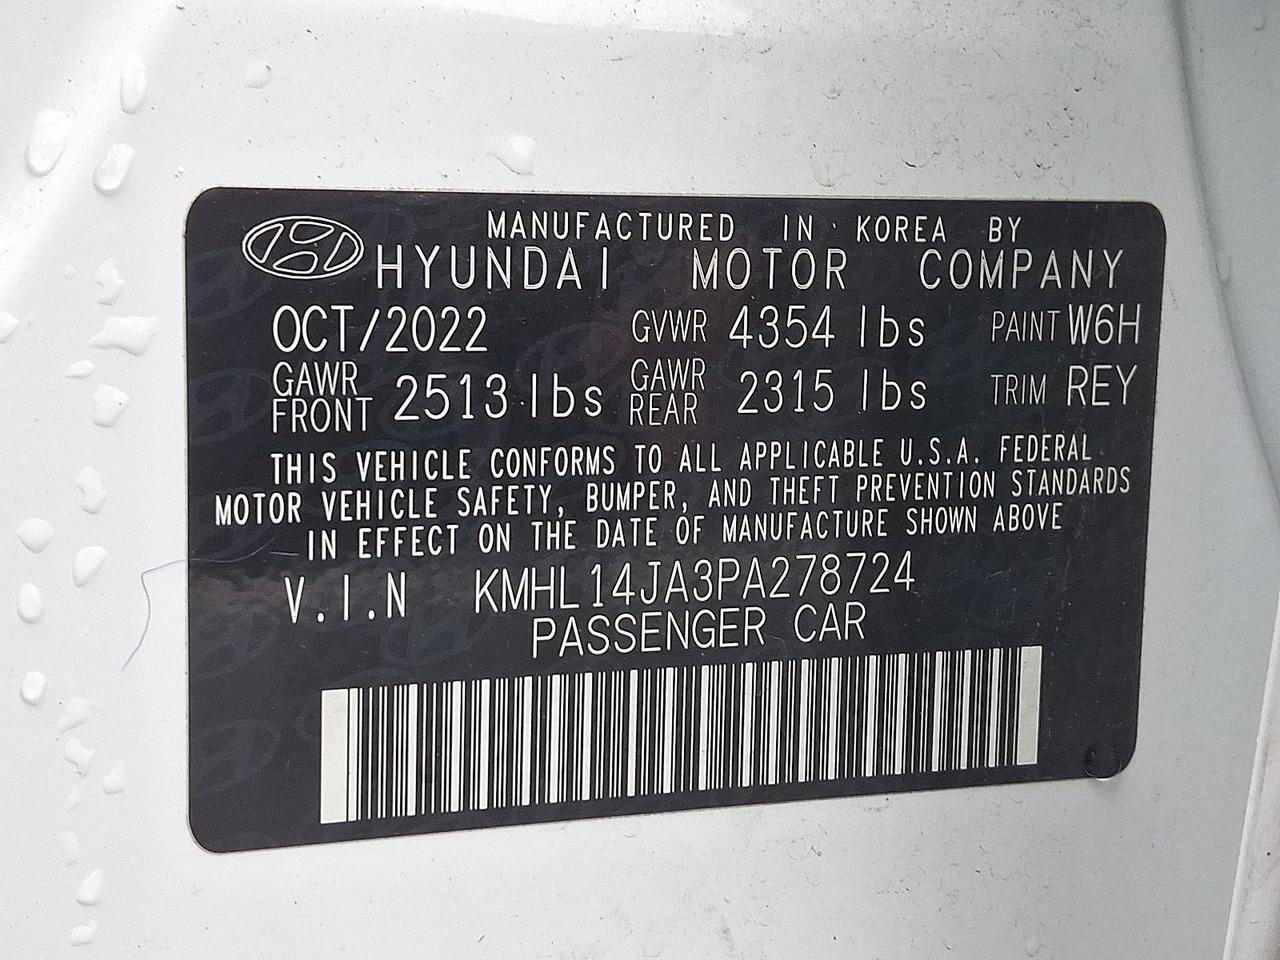 MANUFACTURED IN KOREA BY
HYUNDAI MOTOR COMPANY
OCT/2022 GVWR 4354 lbs PAINT W6H
GAWR FRONT 2513 lbs GAWR REAR 2315 lbs TRIM REY
THIS VEHICLE CONFORMS TO ALL APPLICABLE U.S.A. FEDERAL
MOTOR VEHICLE SAFETY, BUMPER, AND THEFT PREVENTION STANDARDS
IN EFFECT ON THE DATE OF MANUFACTURE SHOWN ABOVE
V.I.N KMHL14JA3PA278724
PASSENGER CAR